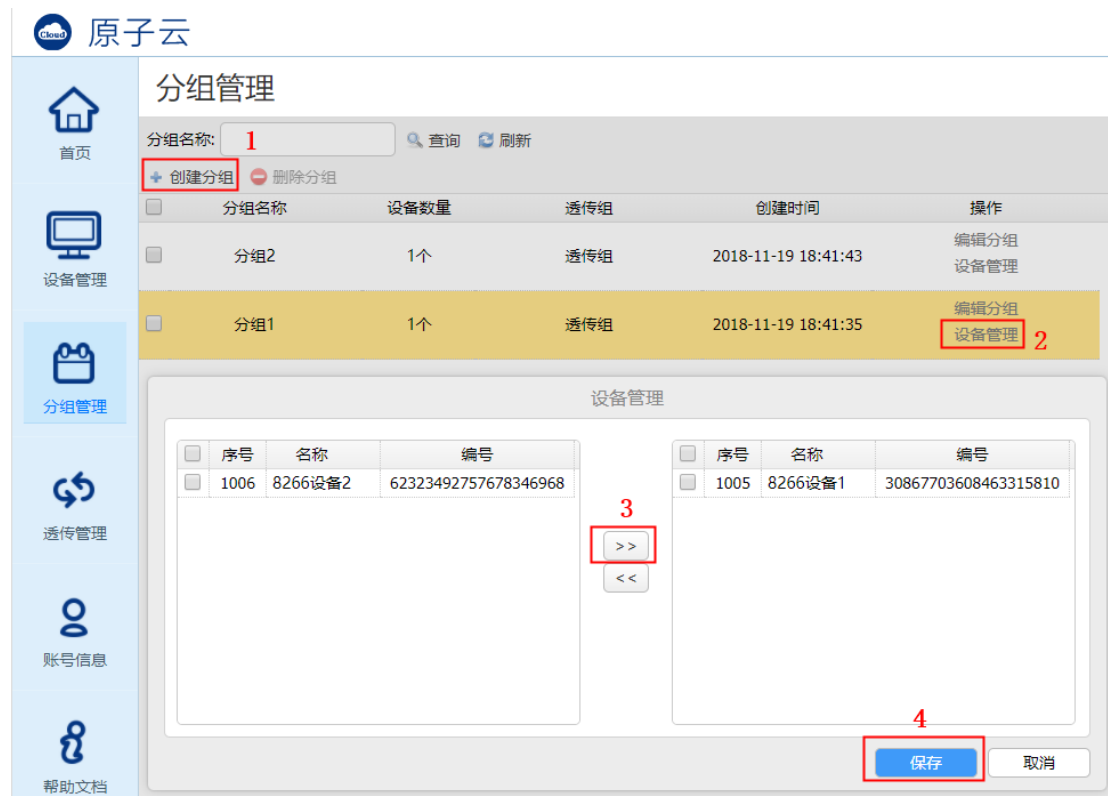 Cloud 原子云
首页
设备管理
分组管理
透传管理
账号信息
帮助文档
分组管理
分组名称: 1 查询 刷新
创建分组 删除分组
分组名称 设备数量 透传组 创建时间 操作
分组2 1个 透传组 2018-11-19 18:41:43 编辑分组
设备管理
分组1 1个 透传组 2018-11-19 18:41:35 编辑分组
设备管理 2
设备管理
序号 名称 编号
1006 8266设备2 62323492757678346968
3
>>
<<
序号 名称 编号
1005 8266设备1 30867703608463315810
4
保存 取消